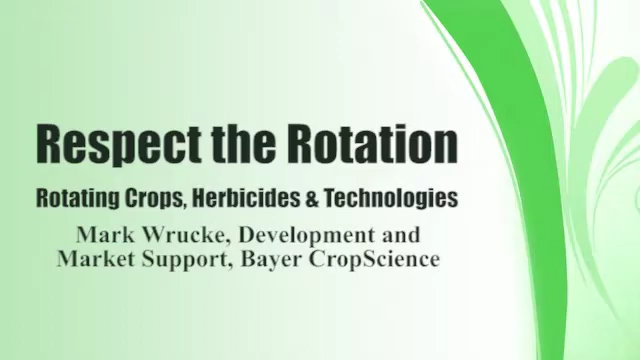 Respect the Rotation
Rotating Crops, Herbicides & Technologies
Mark Wrucke, Development and
Market Support, Bayer CropScience